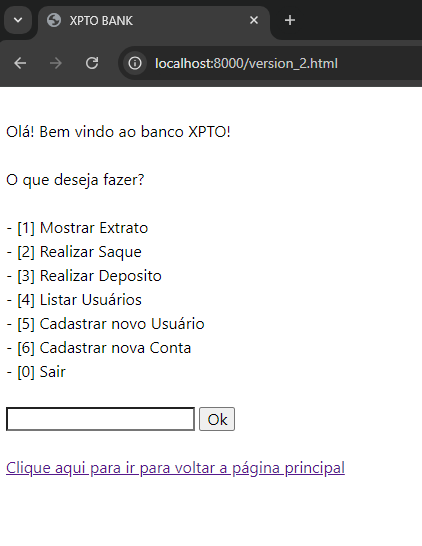 XPTO BANK
localhost:8000/version_2.html
Olá! Bem vindo ao banco XPTO!
O que deseja fazer?
- [1] Mostrar Extrato
- [2] Realizar Saque
- [3] Realizar Deposito
- [4] Listar Usuários
- [5] Cadastrar novo Usuário
- [6] Cadastrar nova Conta
- [0] Sair
Ok
Clique aqui para ir para voltar a página principal